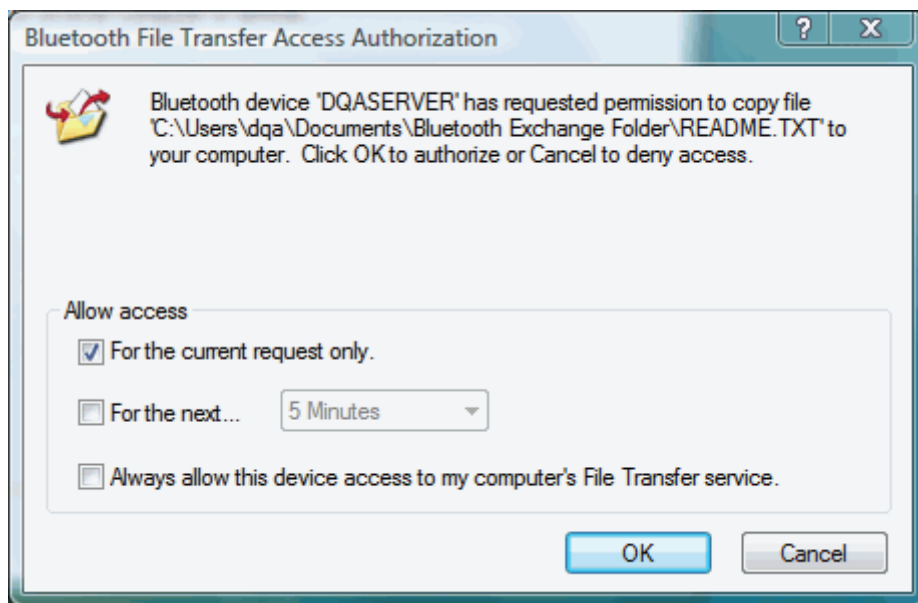 Bluetooth File Transfer Access Authorization
Bluetooth device 'DQASERVER' has requested permission to copy file
'C:\Users\dqa\Documents\Bluetooth Exchange Folder\README.TXT' to
your computer. Click OK to authorize or Cancel to deny access.
Allow access
For the current request only.
For the next... 5 Minutes
Always allow this device access to my computer's File Transfer service.
OK Cancel